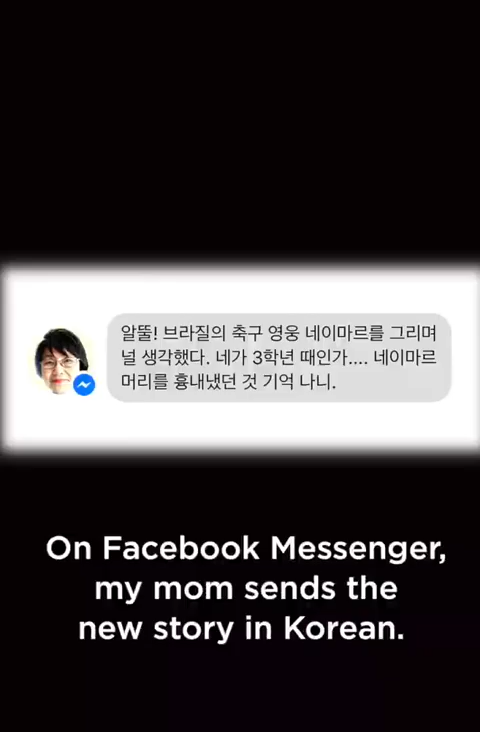 알뚤! 브라질의 축구 영웅 네이마르를 그리며
널 생각했다. 네가 3학년 때인가.... 네이마르
머리를 흉내냈던 것 기억 나니.
On Facebook Messenger,
my mom sends the
new story in Korean.